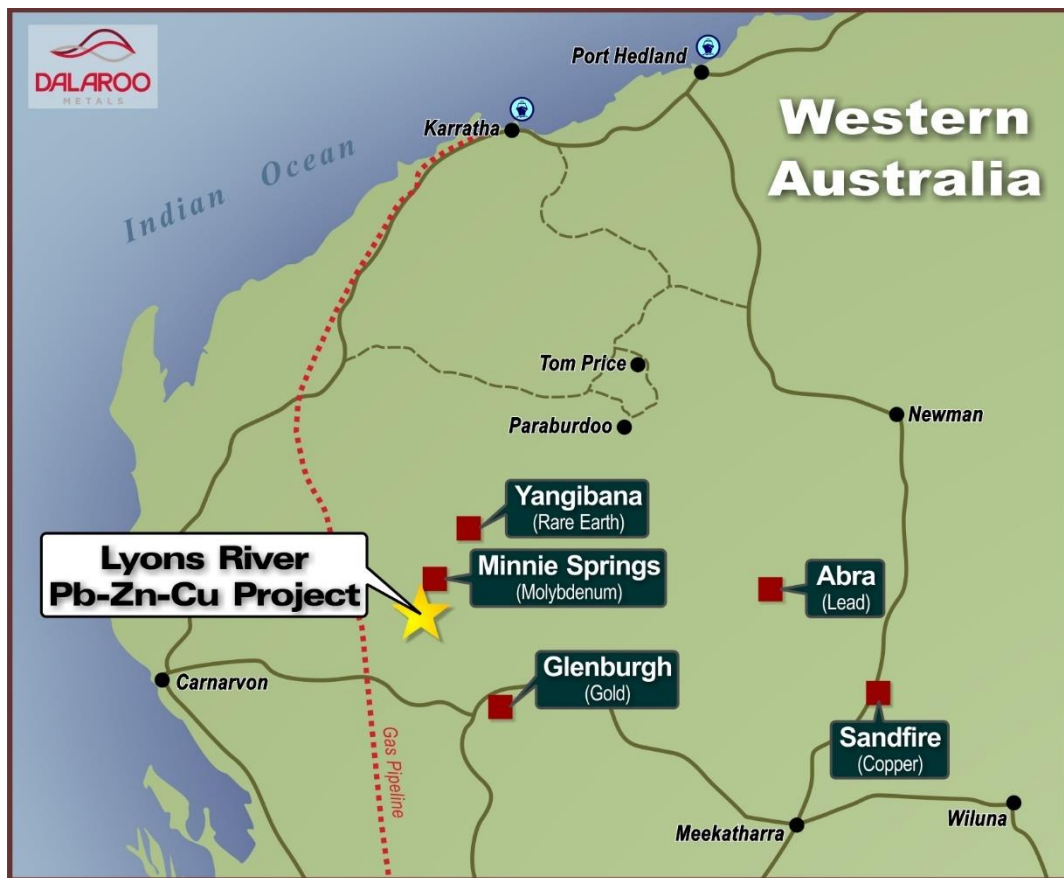 DALAROO
METALS
Port Hedland
Karratha
Western
Australia
Indian Ocean
Tom Price
Newman
Paraburdoo
Yangibana
(Rare Earth)
Lyons River
Pb-Zn-Cu Project
Minnie Springs
(Molybdenum)
Abra
(Lead)
Carnarvon
Glenburgh
(Gold)
Gas Pipeline
Sandfire
(Copper)
Meekatharra
Wiluna